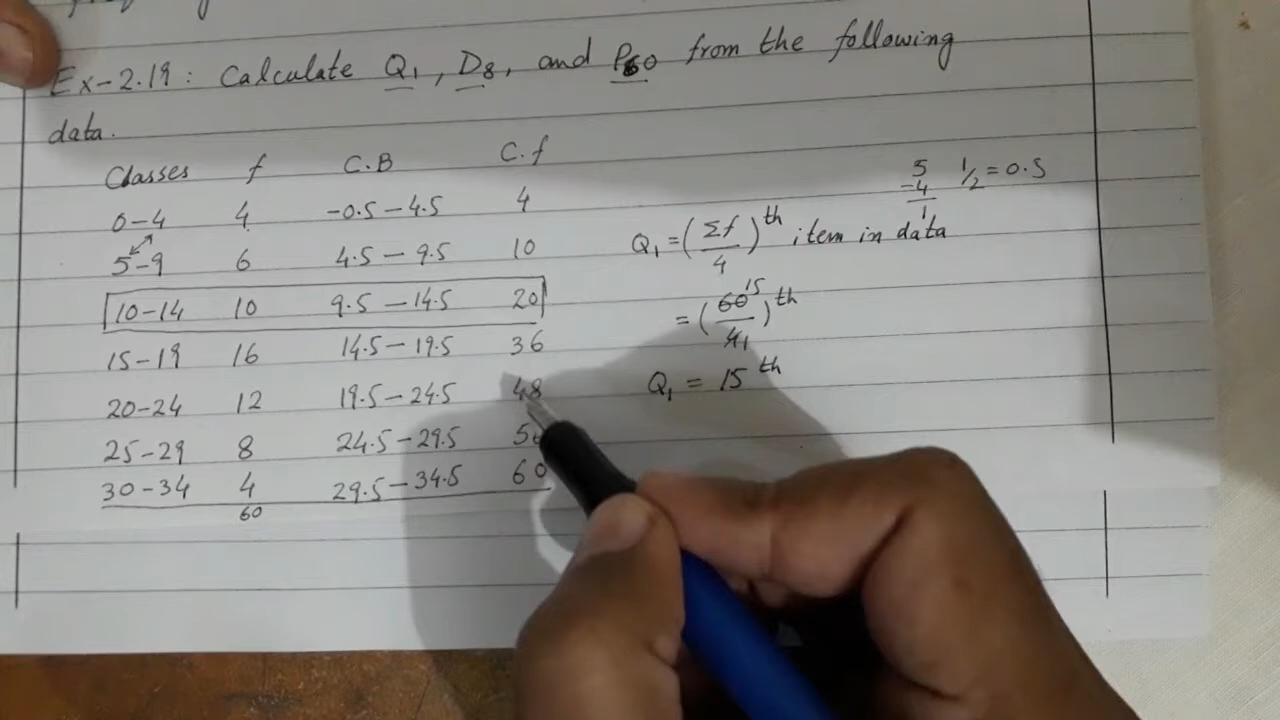 Ex-2.19: Calculate Q₁, D₈, and P₆₀ from the following
data.
Classes f C.B C.f
0-4 4 -0.5-4.5 4
5-9 6 4.5-9.5 10
10-14 10 9.5-14.5 20
15-19 16 14.5-19.5 36
20-24 12 19.5-24.5 48
25-29 8 24.5-29.5 5
30-34 4 29.5-34.5 60
60
5
-4
1
1/2=0.5
Q₁=(Σf/4)th item in data
=(60 15/4 1)th
Q₁ = 15th